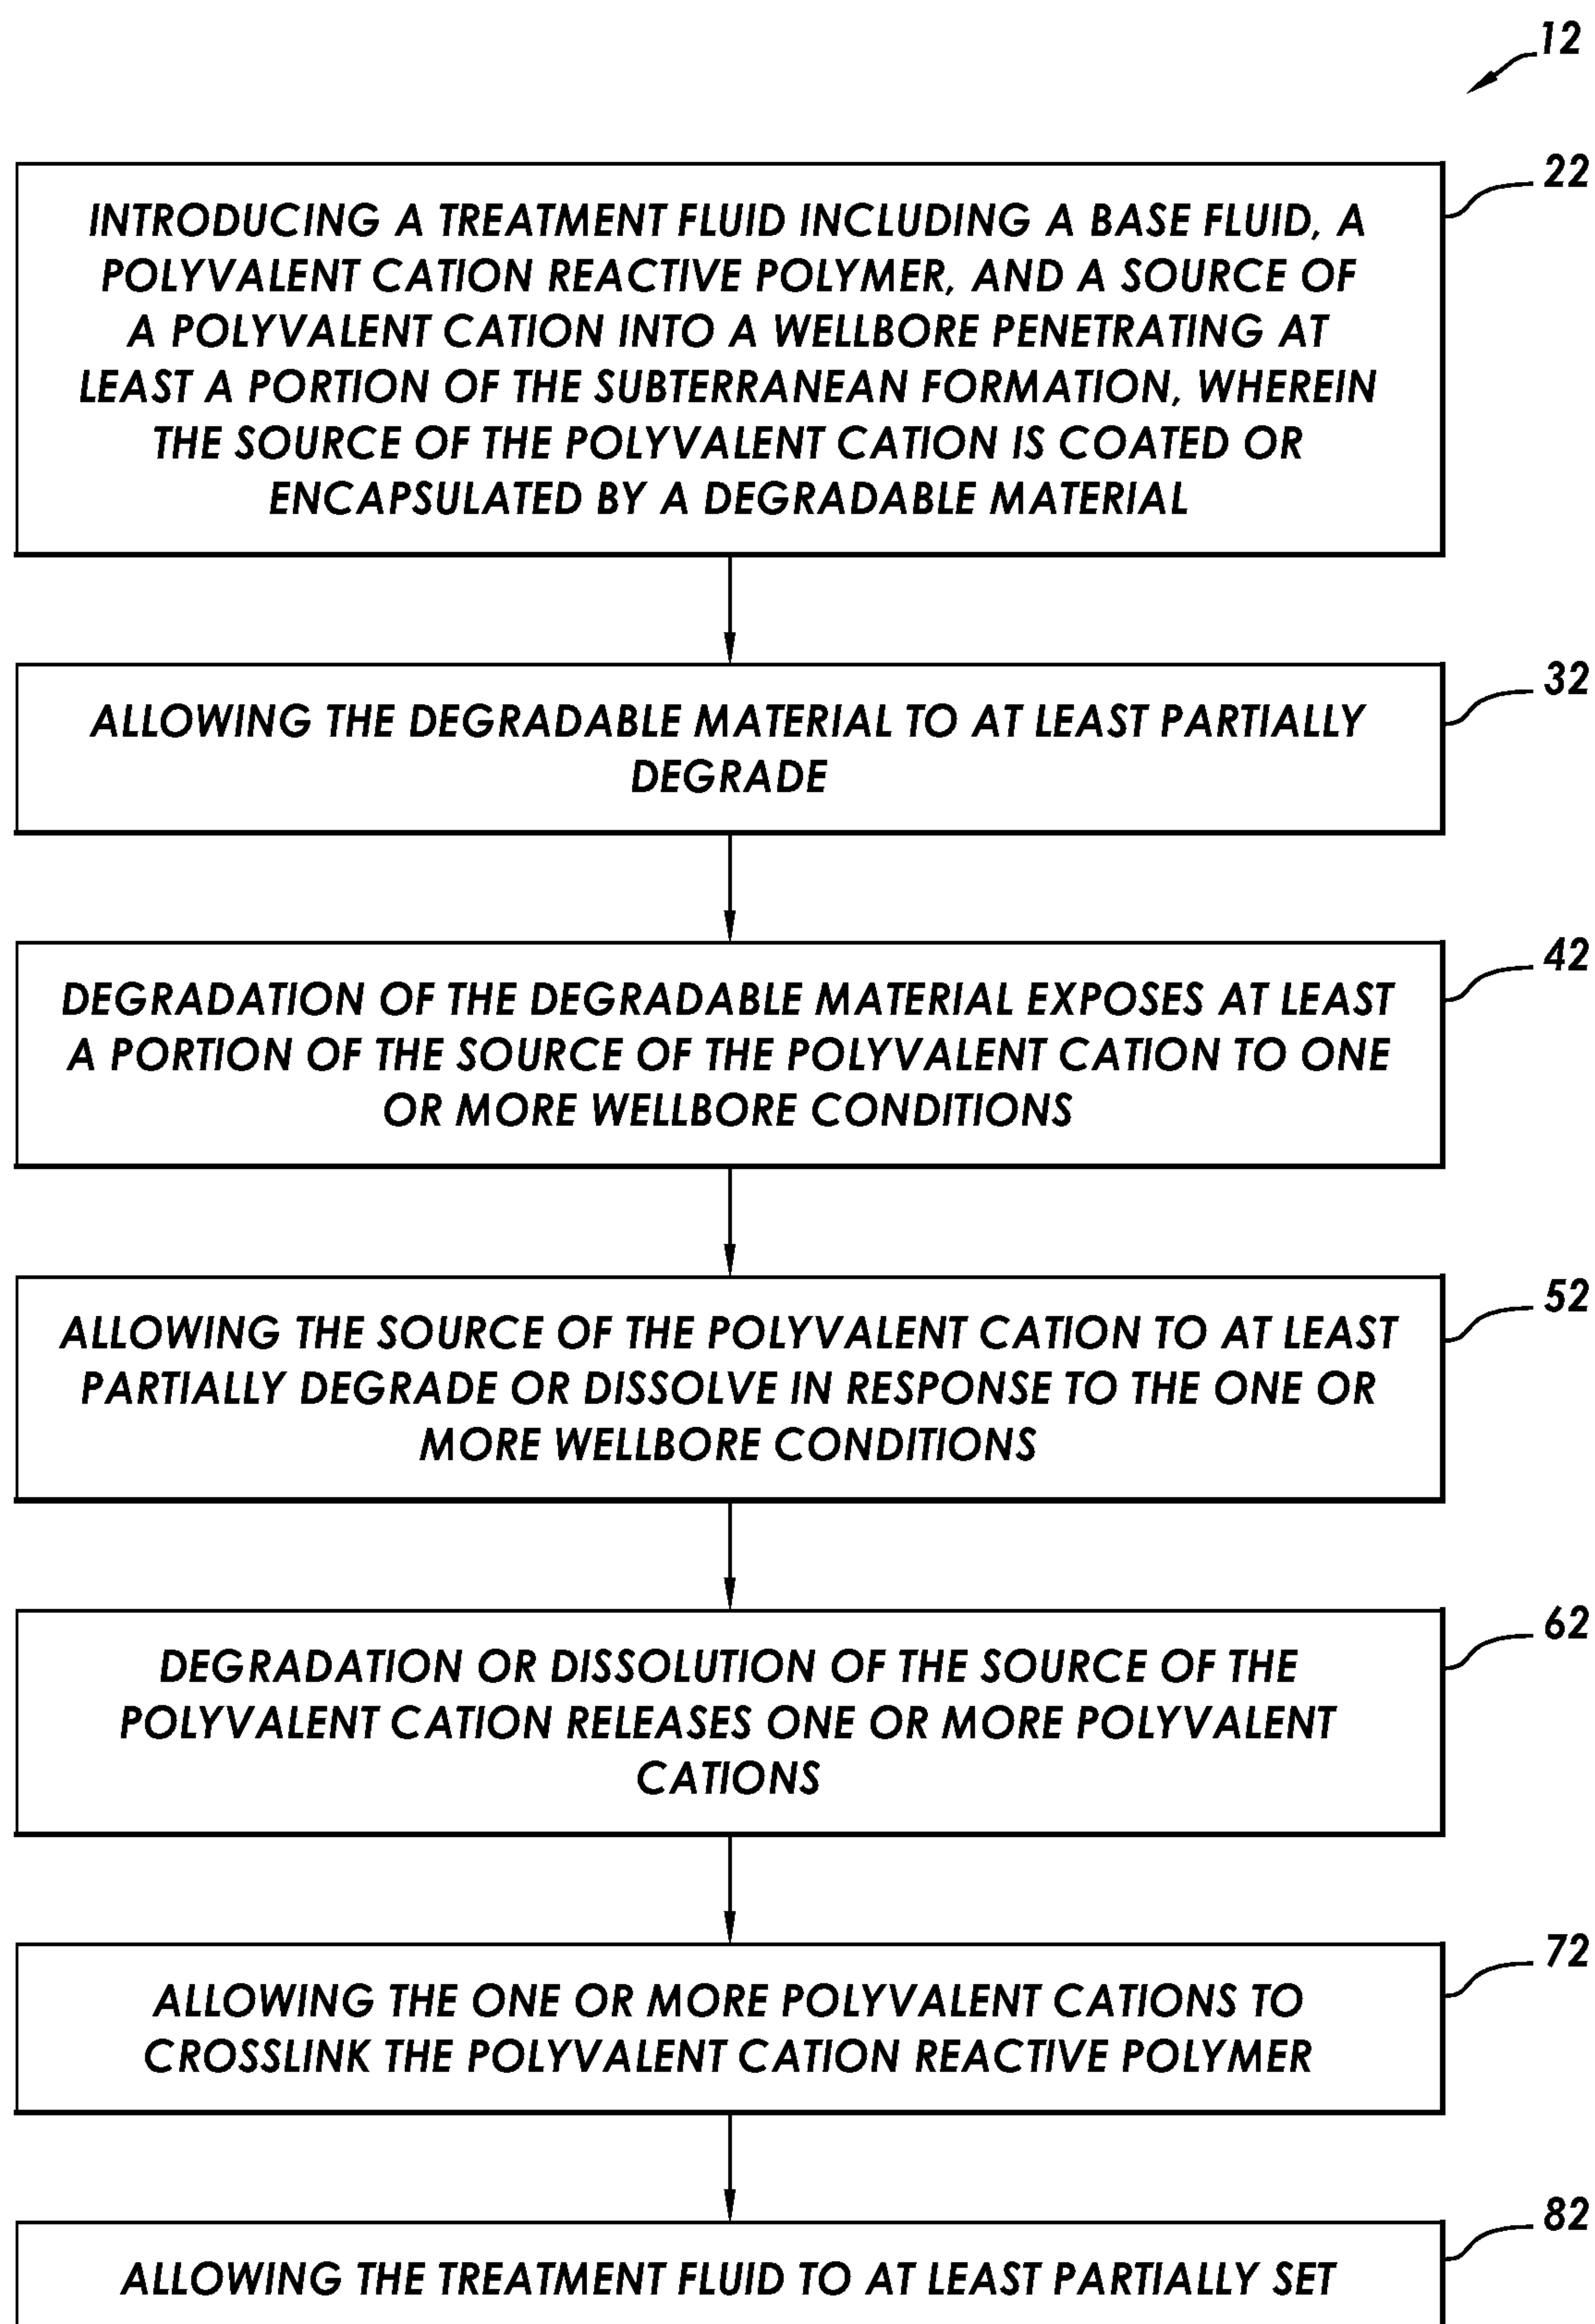 12
22
INTRODUCING A TREATMENT FLUID INCLUDING A BASE FLUID, A
POLYVALENT CATION REACTIVE POLYMER, AND A SOURCE OF
A POLYVALENT CATION INTO A WELLBORE PENETRATING AT
LEAST A PORTION OF THE SUBTERRANEAN FORMATION, WHEREIN
THE SOURCE OF THE POLYVALENT CATION IS COATED OR
ENCAPSULATED BY A DEGRADABLE MATERIAL
32
ALLOWING THE DEGRADABLE MATERIAL TO AT LEAST PARTIALLY
DEGRADE
42
DEGRADATION OF THE DEGRADABLE MATERIAL EXPOSES AT LEAST
A PORTION OF THE SOURCE OF THE POLYVALENT CATION TO ONE
OR MORE WELLBORE CONDITIONS
52
ALLOWING THE SOURCE OF THE POLYVALENT CATION TO AT LEAST
PARTIALLY DEGRADE OR DISSOLVE IN RESPONSE TO THE ONE OR
MORE WELLBORE CONDITIONS
62
DEGRADATION OR DISSOLUTION OF THE SOURCE OF THE
POLYVALENT CATION RELEASES ONE OR MORE POLYVALENT
CATIONS
72
ALLOWING THE ONE OR MORE POLYVALENT CATIONS TO
CROSSLINK THE POLYVALENT CATION REACTIVE POLYMER
82
ALLOWING THE TREATMENT FLUID TO AT LEAST PARTIALLY SET